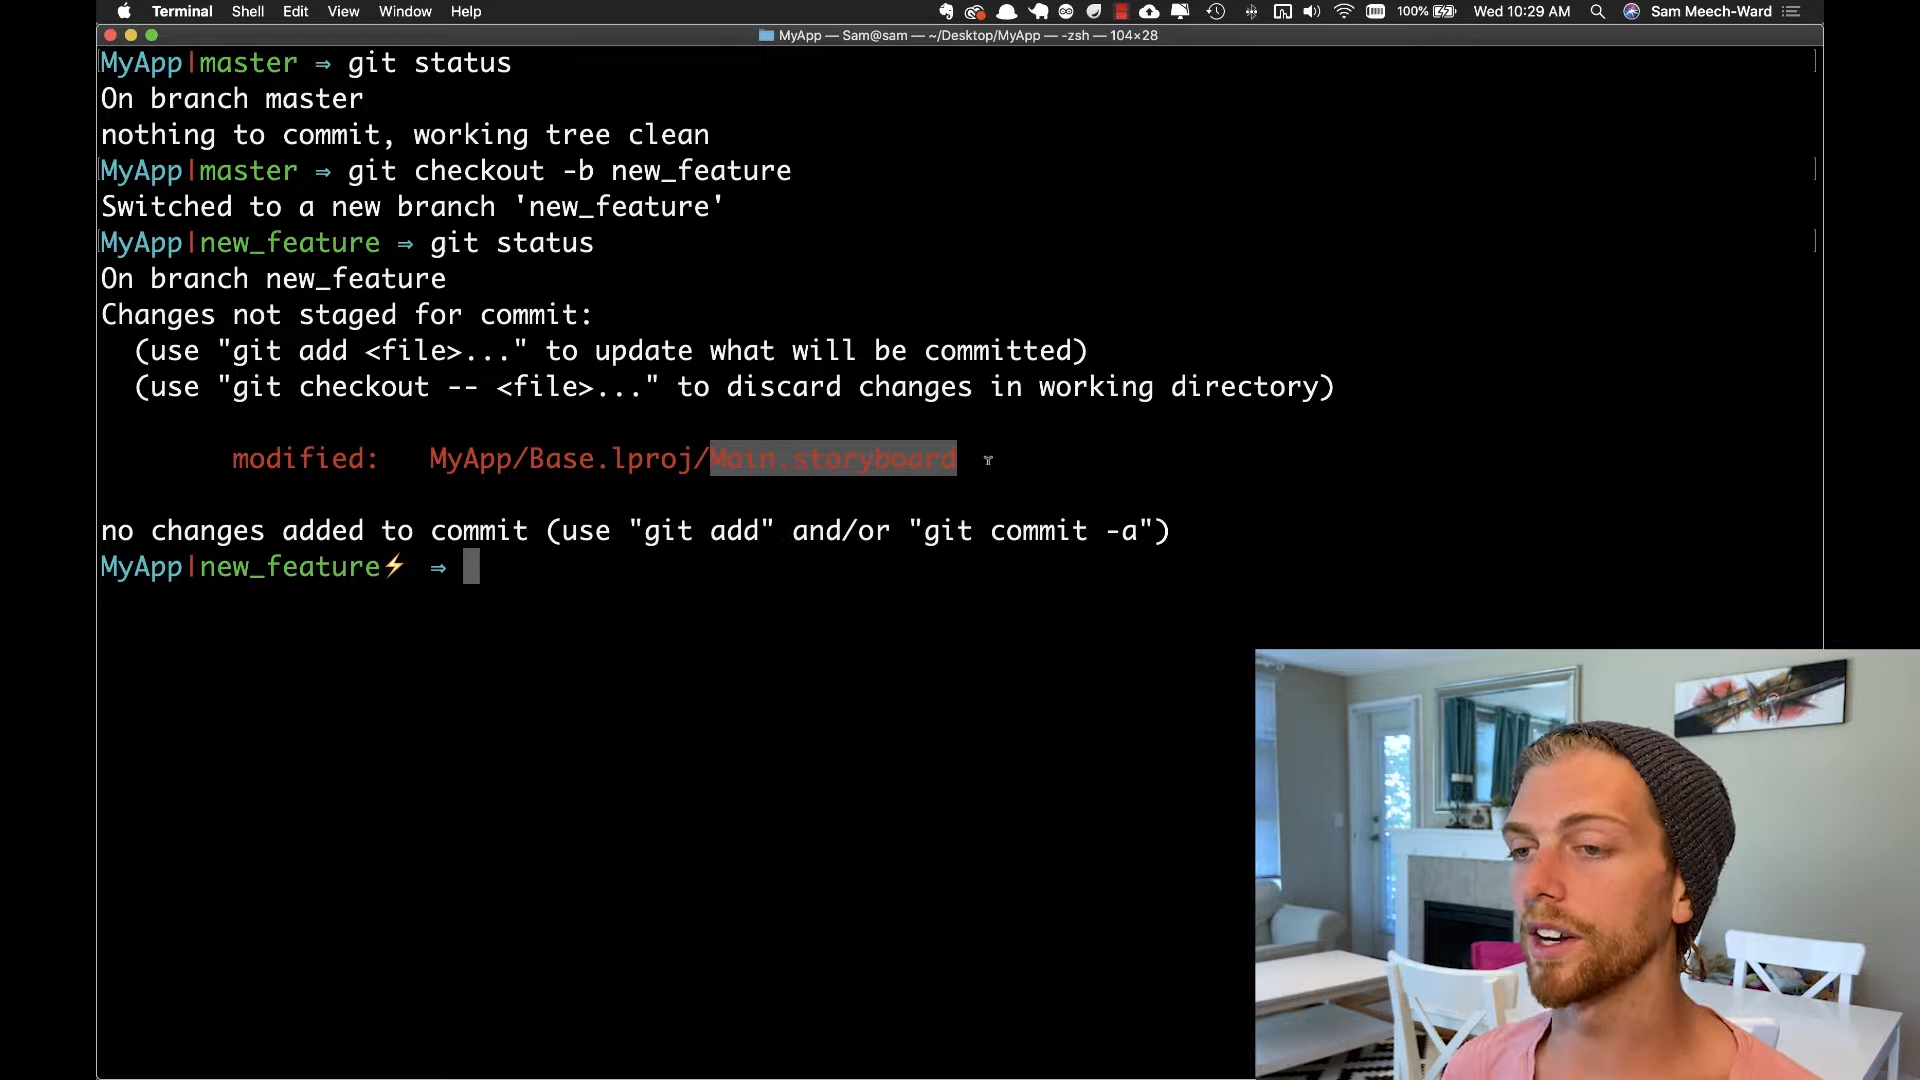 Terminal Shell Edit View Window Help 100% Wed 10:29 AM Sam Meech-Ward
MyApp — Sam@sam — ~/Desktop/MyApp — -zsh — 104×28
MyApp|master ⇒ git status
On branch master
nothing to commit, working tree clean
MyApp|master ⇒ git checkout -b new_feature
Switched to a new branch 'new_feature'
MyApp|new_feature ⇒ git status
On branch new_feature
Changes not staged for commit:
(use "git add <file>..." to update what will be committed)
(use "git checkout -- <file>..." to discard changes in working directory)
modified: MyApp/Base.lproj/Main.storyboard
no changes added to commit (use "git add" and/or "git commit -a")
MyApp|new_feature⚡ ⇒